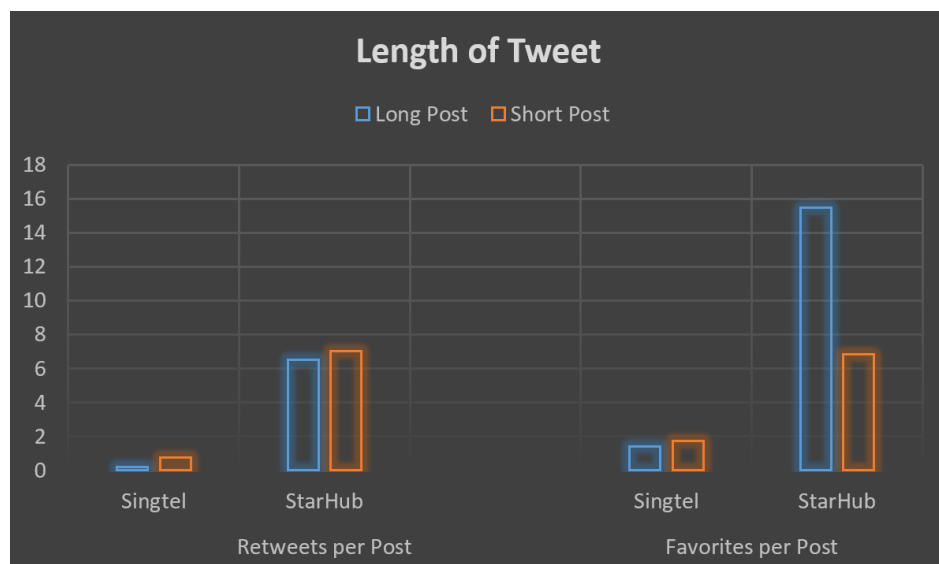 Length of Tweet
Long Post Short Post
18
16
14
12
10
8
6
4
2
0
Singtel StarHub Singtel StarHub
Retweets per Post Favorites per Post